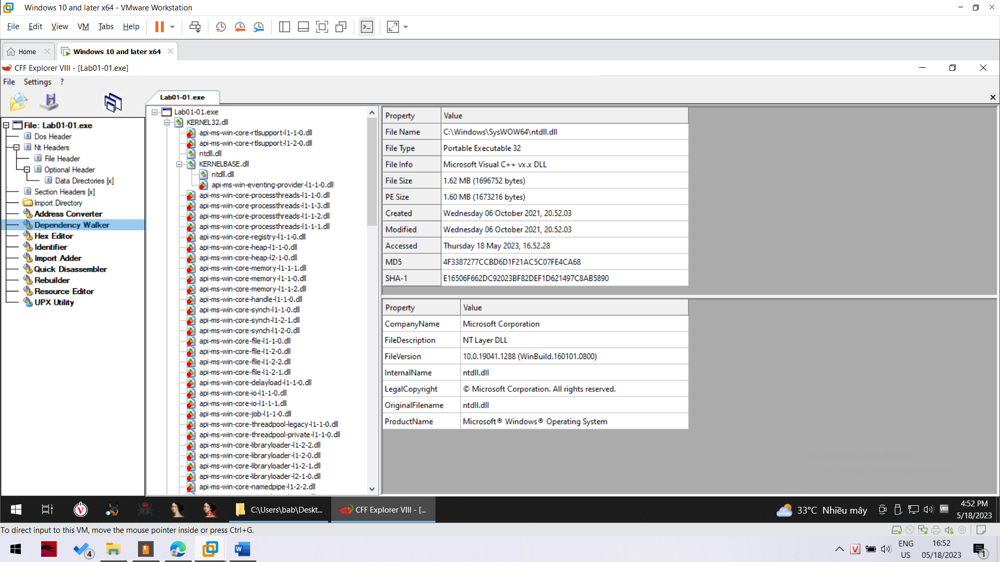 Windows 10 and later x64 - VMware Workstation
File Edit View VM Tabs Help
Home
Windows 10 and later x64
CFF Explorer VIII - [Lab01-01.exe]
File Settings ?
Lab01-01.exe
File: Lab01-01.exe
Dos Header
Nt Headers
File Header
Optional Header
Data Directories [x]
Section Headers [x]
Import Directory
Address Converter
Dependency Walker
Hex Editor
Identifier
Import Adder
Quick Disassembler
Rebuilder
Resource Editor
UPX Utility
Lab01-01.exe
KERNEL32.dll
api-ms-win-core-rtlsupport-l1-1-0.dll
api-ms-win-core-rtlsupport-l1-2-0.dll
ntdll.dll
KERNELBASE.dll
ntdll.dll
api-ms-win-eventing-provider-l1-1-0.dll
api-ms-win-core-processthreads-l1-1-0.dll
api-ms-win-core-processthreads-l1-1-3.dll
api-ms-win-core-processthreads-l1-1-2.dll
api-ms-win-core-processthreads-l1-1-1.dll
api-ms-win-core-registry-l1-1-0.dll
api-ms-win-core-heap-l1-1-0.dll
api-ms-win-core-heap-l2-1-0.dll
api-ms-win-core-memory-l1-1-1.dll
api-ms-win-core-memory-l1-1-0.dll
api-ms-win-core-memory-l1-1-2.dll
api-ms-win-core-handle-l1-1-0.dll
api-ms-win-core-synch-l1-1-0.dll
api-ms-win-core-synch-l1-2-1.dll
api-ms-win-core-synch-l1-2-0.dll
api-ms-win-core-file-l1-1-0.dll
api-ms-win-core-file-l1-2-0.dll
api-ms-win-core-file-l1-2-2.dll
api-ms-win-core-file-l1-2-1.dll
api-ms-win-core-delayload-l1-1-0.dll
api-ms-win-core-io-l1-1-0.dll
api-ms-win-core-io-l1-1-1.dll
api-ms-win-core-job-l1-1-0.dll
api-ms-win-core-threadpool-legacy-l1-1-0.dll
api-ms-win-core-threadpool-private-l1-1-0.dll
api-ms-win-core-libraryloader-l1-2-2.dll
api-ms-win-core-libraryloader-l1-2-0.dll
api-ms-win-core-libraryloader-l1-2-1.dll
api-ms-win-core-libraryloader-l2-1-0.dll
api-ms-win-core-namedpipe-l1-2-2.dll
Property Value
File Name C:\Windows\SysWOW64\ntdll.dll
File Type Portable Executable 32
File Info Microsoft Visual C++ vx.x DLL
File Size 1.62 MB (1696752 bytes)
PE Size 1.60 MB (1673216 bytes)
Created Wednesday 06 October 2021, 20.52.03
Modified Wednesday 06 October 2021, 20.52.03
Accessed Thursday 18 May 2023, 16.52.28
MD5 4F3387277CCBD6D1F21AC5C07FE4CA68
SHA-1 E16506F662DC92023BF82DEF1D621497C8AB5890
Property Value
CompanyName Microsoft Corporation
FileDescription NT Layer DLL
FileVersion 10.0.19041.1288 (WinBuild.160101.0800)
InternalName ntdll.dll
LegalCopyright © Microsoft Corporation. All rights reserved.
OriginalFilename ntdll.dll
ProductName Microsoft® Windows® Operating System
C:\Users\bab\Deskt...
CFF Explorer VIII - [...
33°C Nhiều mây
vm
4:52 PM
5/18/2023
To direct input to this VM, move the mouse pointer inside or press Ctrl+G.
4
ENG
US
16:52
05/18/2023
1